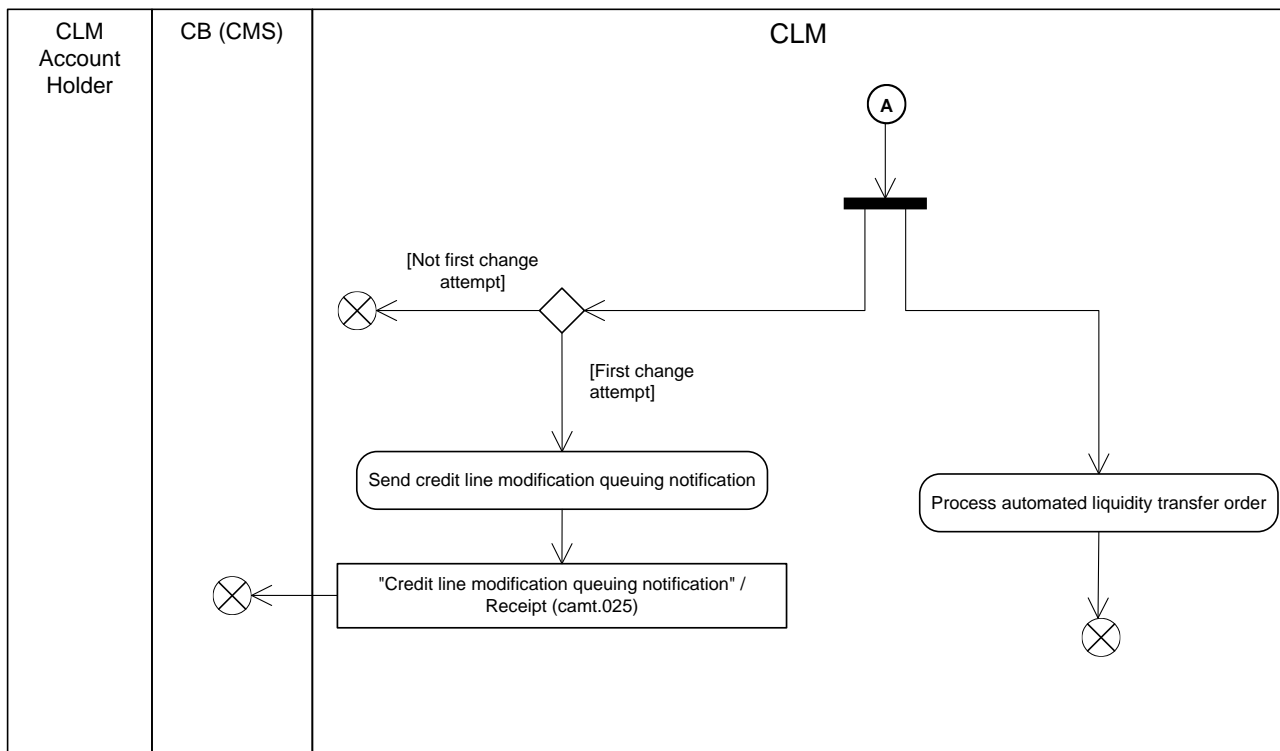 CLM
Account
Holder
CB (CMS)
CLM
A
[Not first change
attempt]
[First change
attempt]
Send credit line modification queuing notification
Process automated liquidity transfer order
"Credit line modification queuing notification" /
Receipt (camt.025)